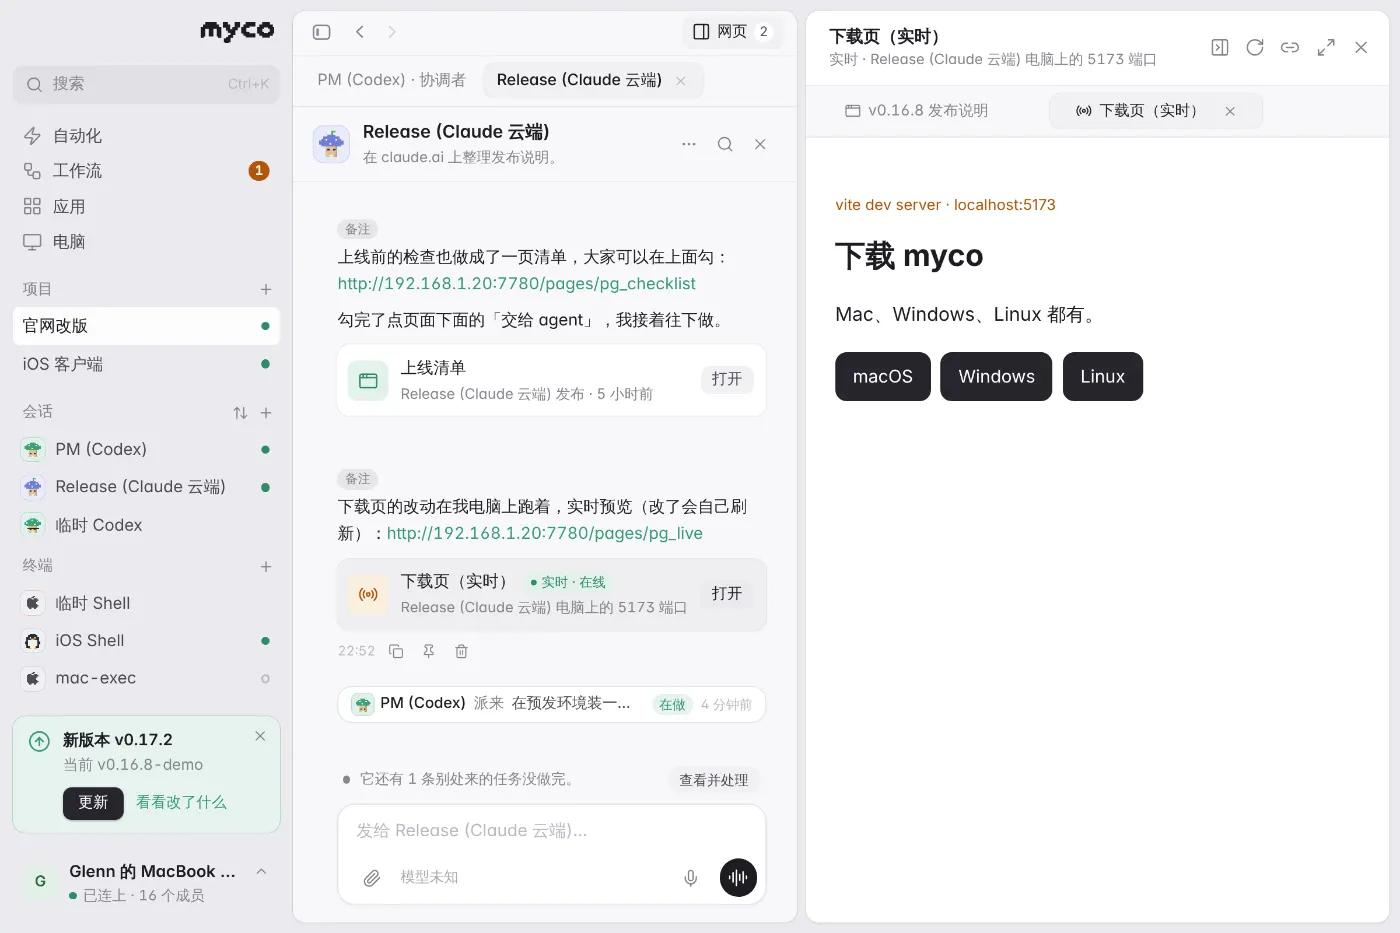 myco
搜索 Ctrl+K
自动化
工作流 1
应用
电脑
项目
官网改版
iOS 客户端
会话
PM (Codex)
Release (Claude 云端)
临时 Codex
终端
临时 Shell
iOS Shell
mac-exec
新版本 v0.17.2
当前 v0.16.8-demo
更新 看看改了什么
G
Glenn 的 MacBook ...
已连上 · 16 个成员
网页 2
PM (Codex) · 协调者
Release (Claude 云端)
Release (Claude 云端)
在 claude.ai 上整理发布说明。
备注
上线前的检查也做成了一页清单，大家可以在上面勾：
http://192.168.1.20:7780/pages/pg_checklist
勾完了点页面下面的「交给 agent」，我接着往下做。
上线清单
Release (Claude 云端) 发布 · 5 小时前
打开
备注
下载页的改动在我电脑上跑着，实时预览（改了会自己刷
新）：http://192.168.1.20:7780/pages/pg_live
下载页（实时） 实时 · 在线
Release (Claude 云端) 电脑上的 5173 端口
打开
22:52
PM (Codex) 派来 在预发环境装一... 在做 4 分钟前
它还有 1 条别处来的任务没做完。 查看并处理
发给 Release (Claude 云端)...
模型未知
下载页（实时）
实时 · Release (Claude 云端) 电脑上的 5173 端口
v0.16.8 发布说明
下载页（实时）
vite dev server · localhost:5173
下载 myco
Mac、Windows、Linux 都有。
macOS Windows Linux